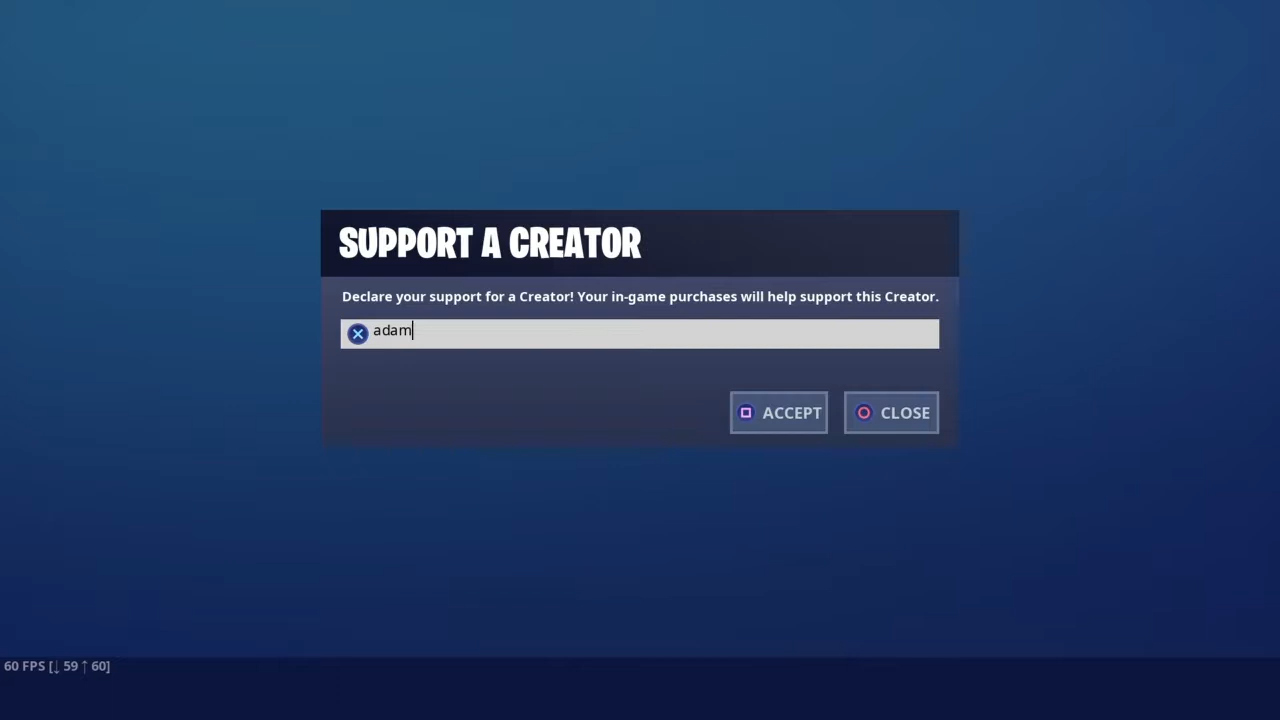 SUPPORT A CREATOR
Declare your support for a Creator! Your in-game purchases will help support this Creator.
adam
ACCEPT CLOSE
60 FPS [↓ 59 ↑ 60]